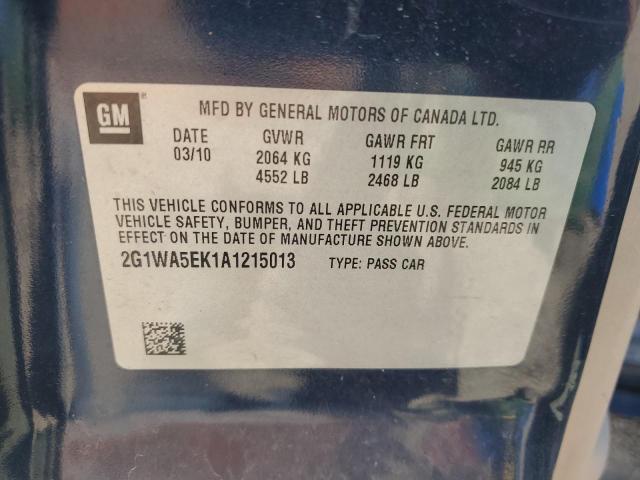 GM ®
MFD BY GENERAL MOTORS OF CANADA LTD.
DATE GVWR GAWR FRT GAWR RR
03/10 2064 KG 1119 KG 945 KG
4552 LB 2468 LB 2084 LB
THIS VEHICLE CONFORMS TO ALL APPLICABLE U.S. FEDERAL MOTOR
VEHICLE SAFETY, BUMPER, AND THEFT PREVENTION STANDARDS IN
EFFECT ON THE DATE OF MANUFACTURE SHOWN ABOVE.
2G1WA5EK1A1215013 TYPE: PASS CAR